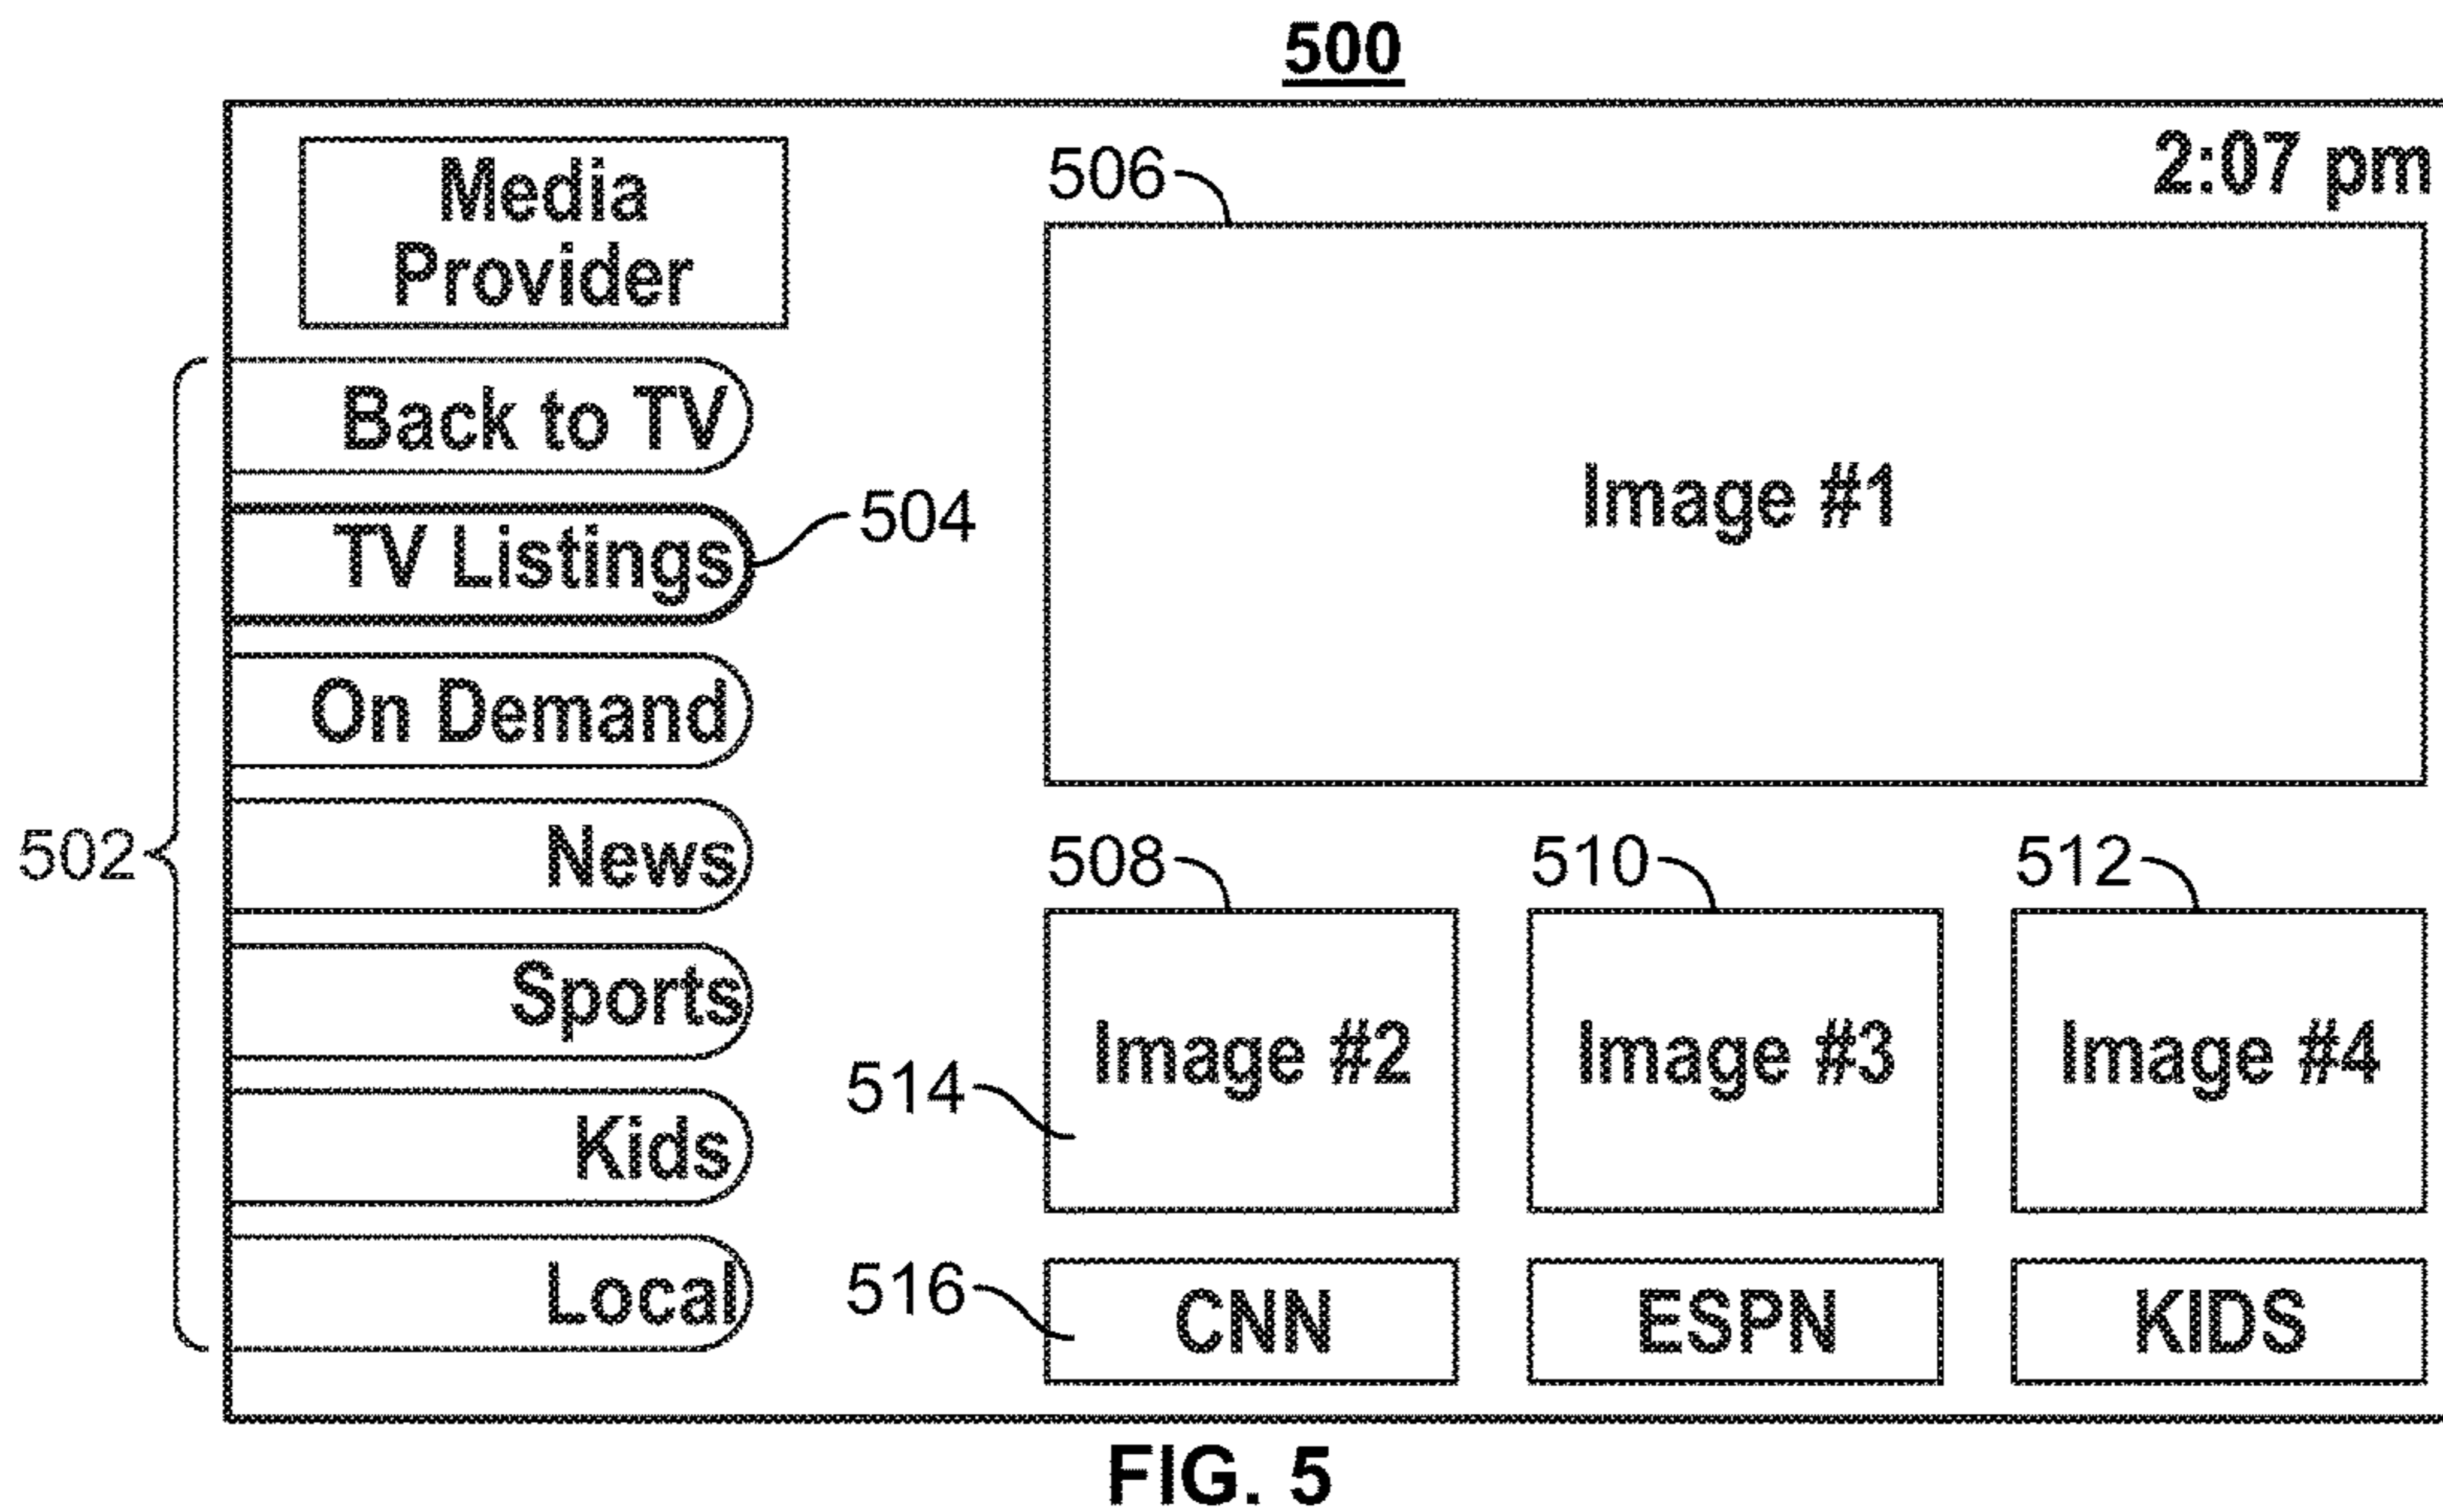 500
2:07 pm
Media
Provider
506
Image #1
Back to TV
TV Listings
504
On Demand
News
502
Sports
Kids
Local
508
510
512
Image #2
Image #3
Image #4
514
516
CNN
ESPN
KIDS
FIG. 5